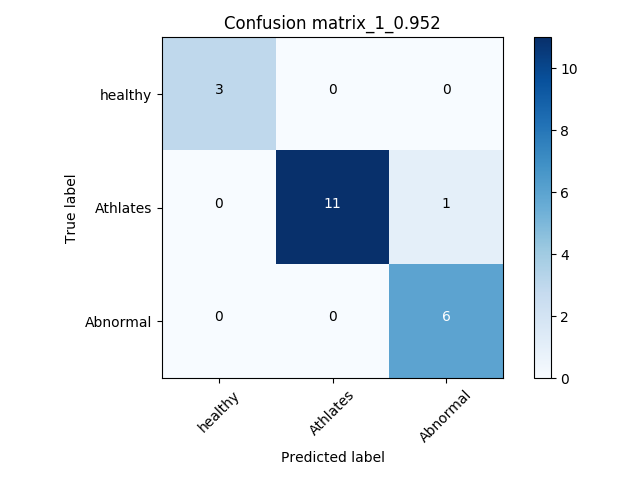 Confusion matrix_1_0.952
healthy 3 0 0
Athlates 0 11 1
Abnormal 0 0 6
healthy Athlates Abnormal
True label
Predicted label
10
8
6
4
2
0